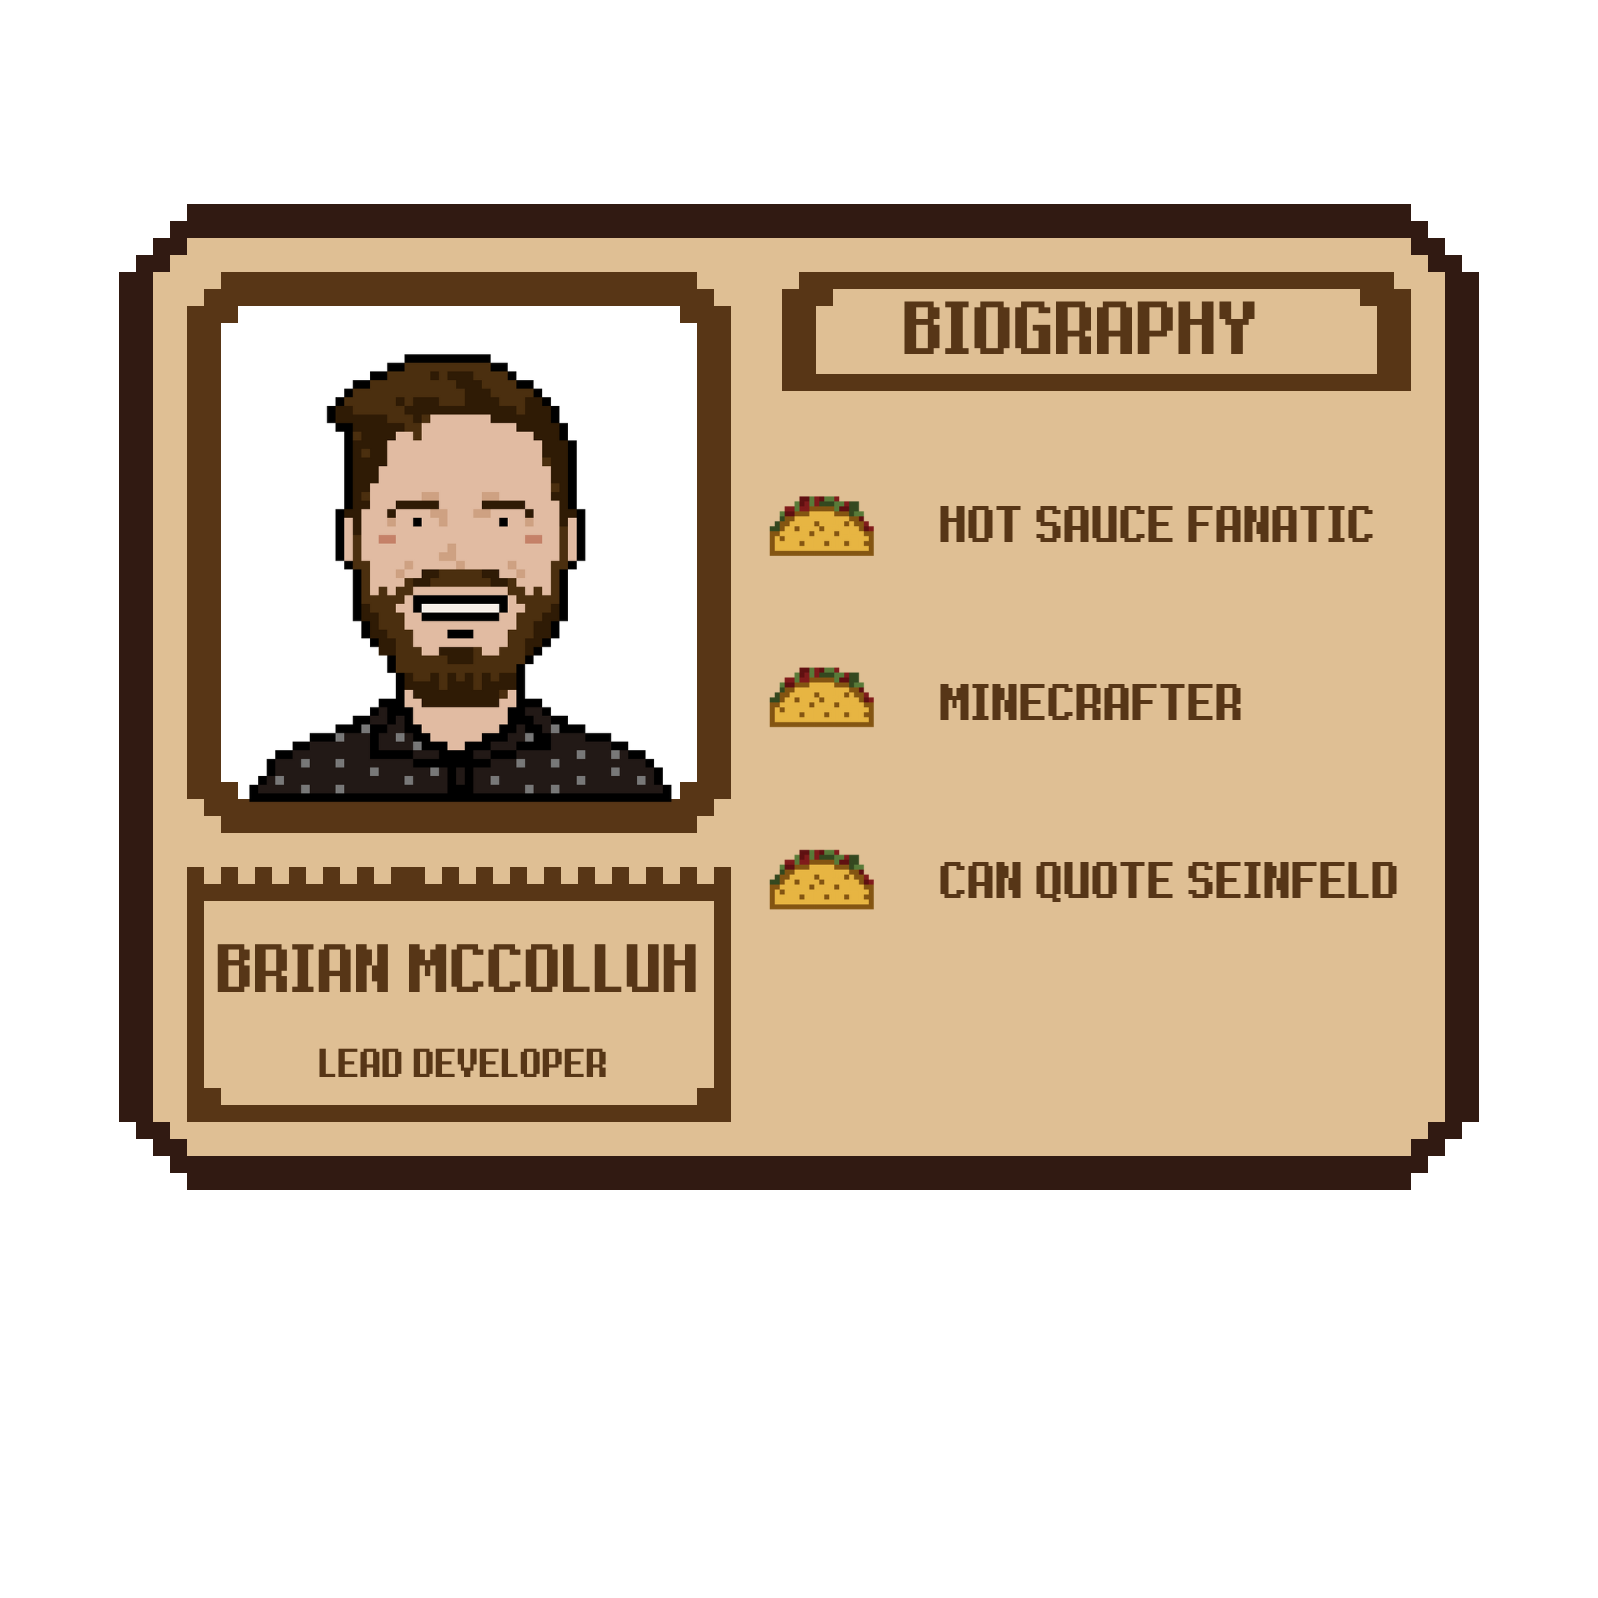 BIOGRAPHY
HOT SAUCE FANATIC
MINECRAFTER
CAN QUOTE SEINFELD
BRIAN MCCOLLUH
LEAD DEVELOPER